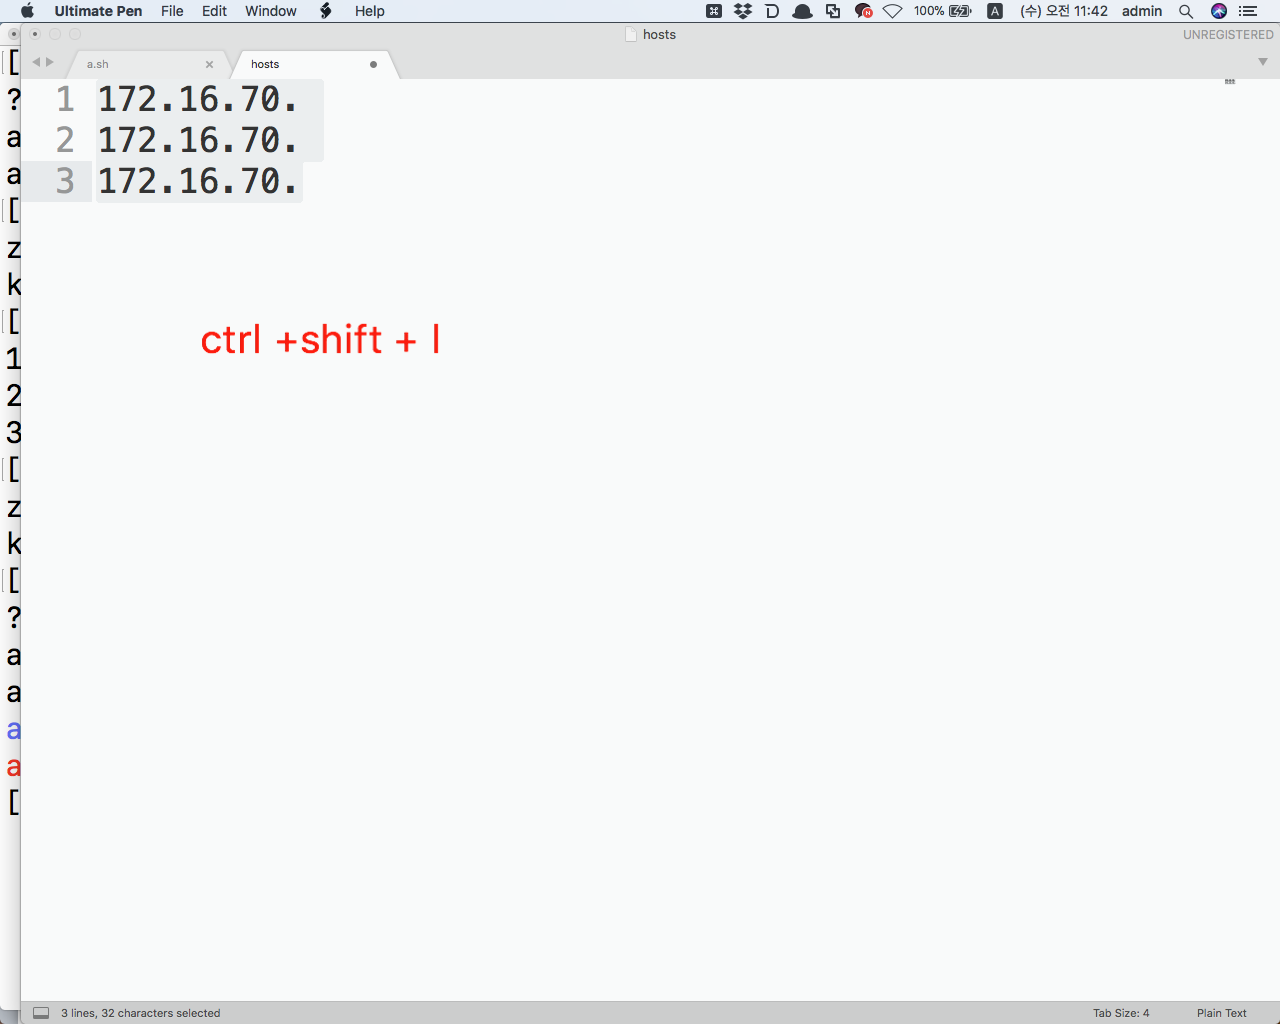 Ultimate Pen File Edit Window Help 100% A (수) 오전 11:42 admin
hosts UNREGISTERED
a.sh hosts
1 172.16.70.
2 172.16.70.
3 172.16.70.
ctrl +shift + l
[
?
a
a
[
z
k
[
1
2
3
[
z
k
[
?
a
a
a
a
[
3 lines, 32 characters selected Tab Size: 4 Plain Text